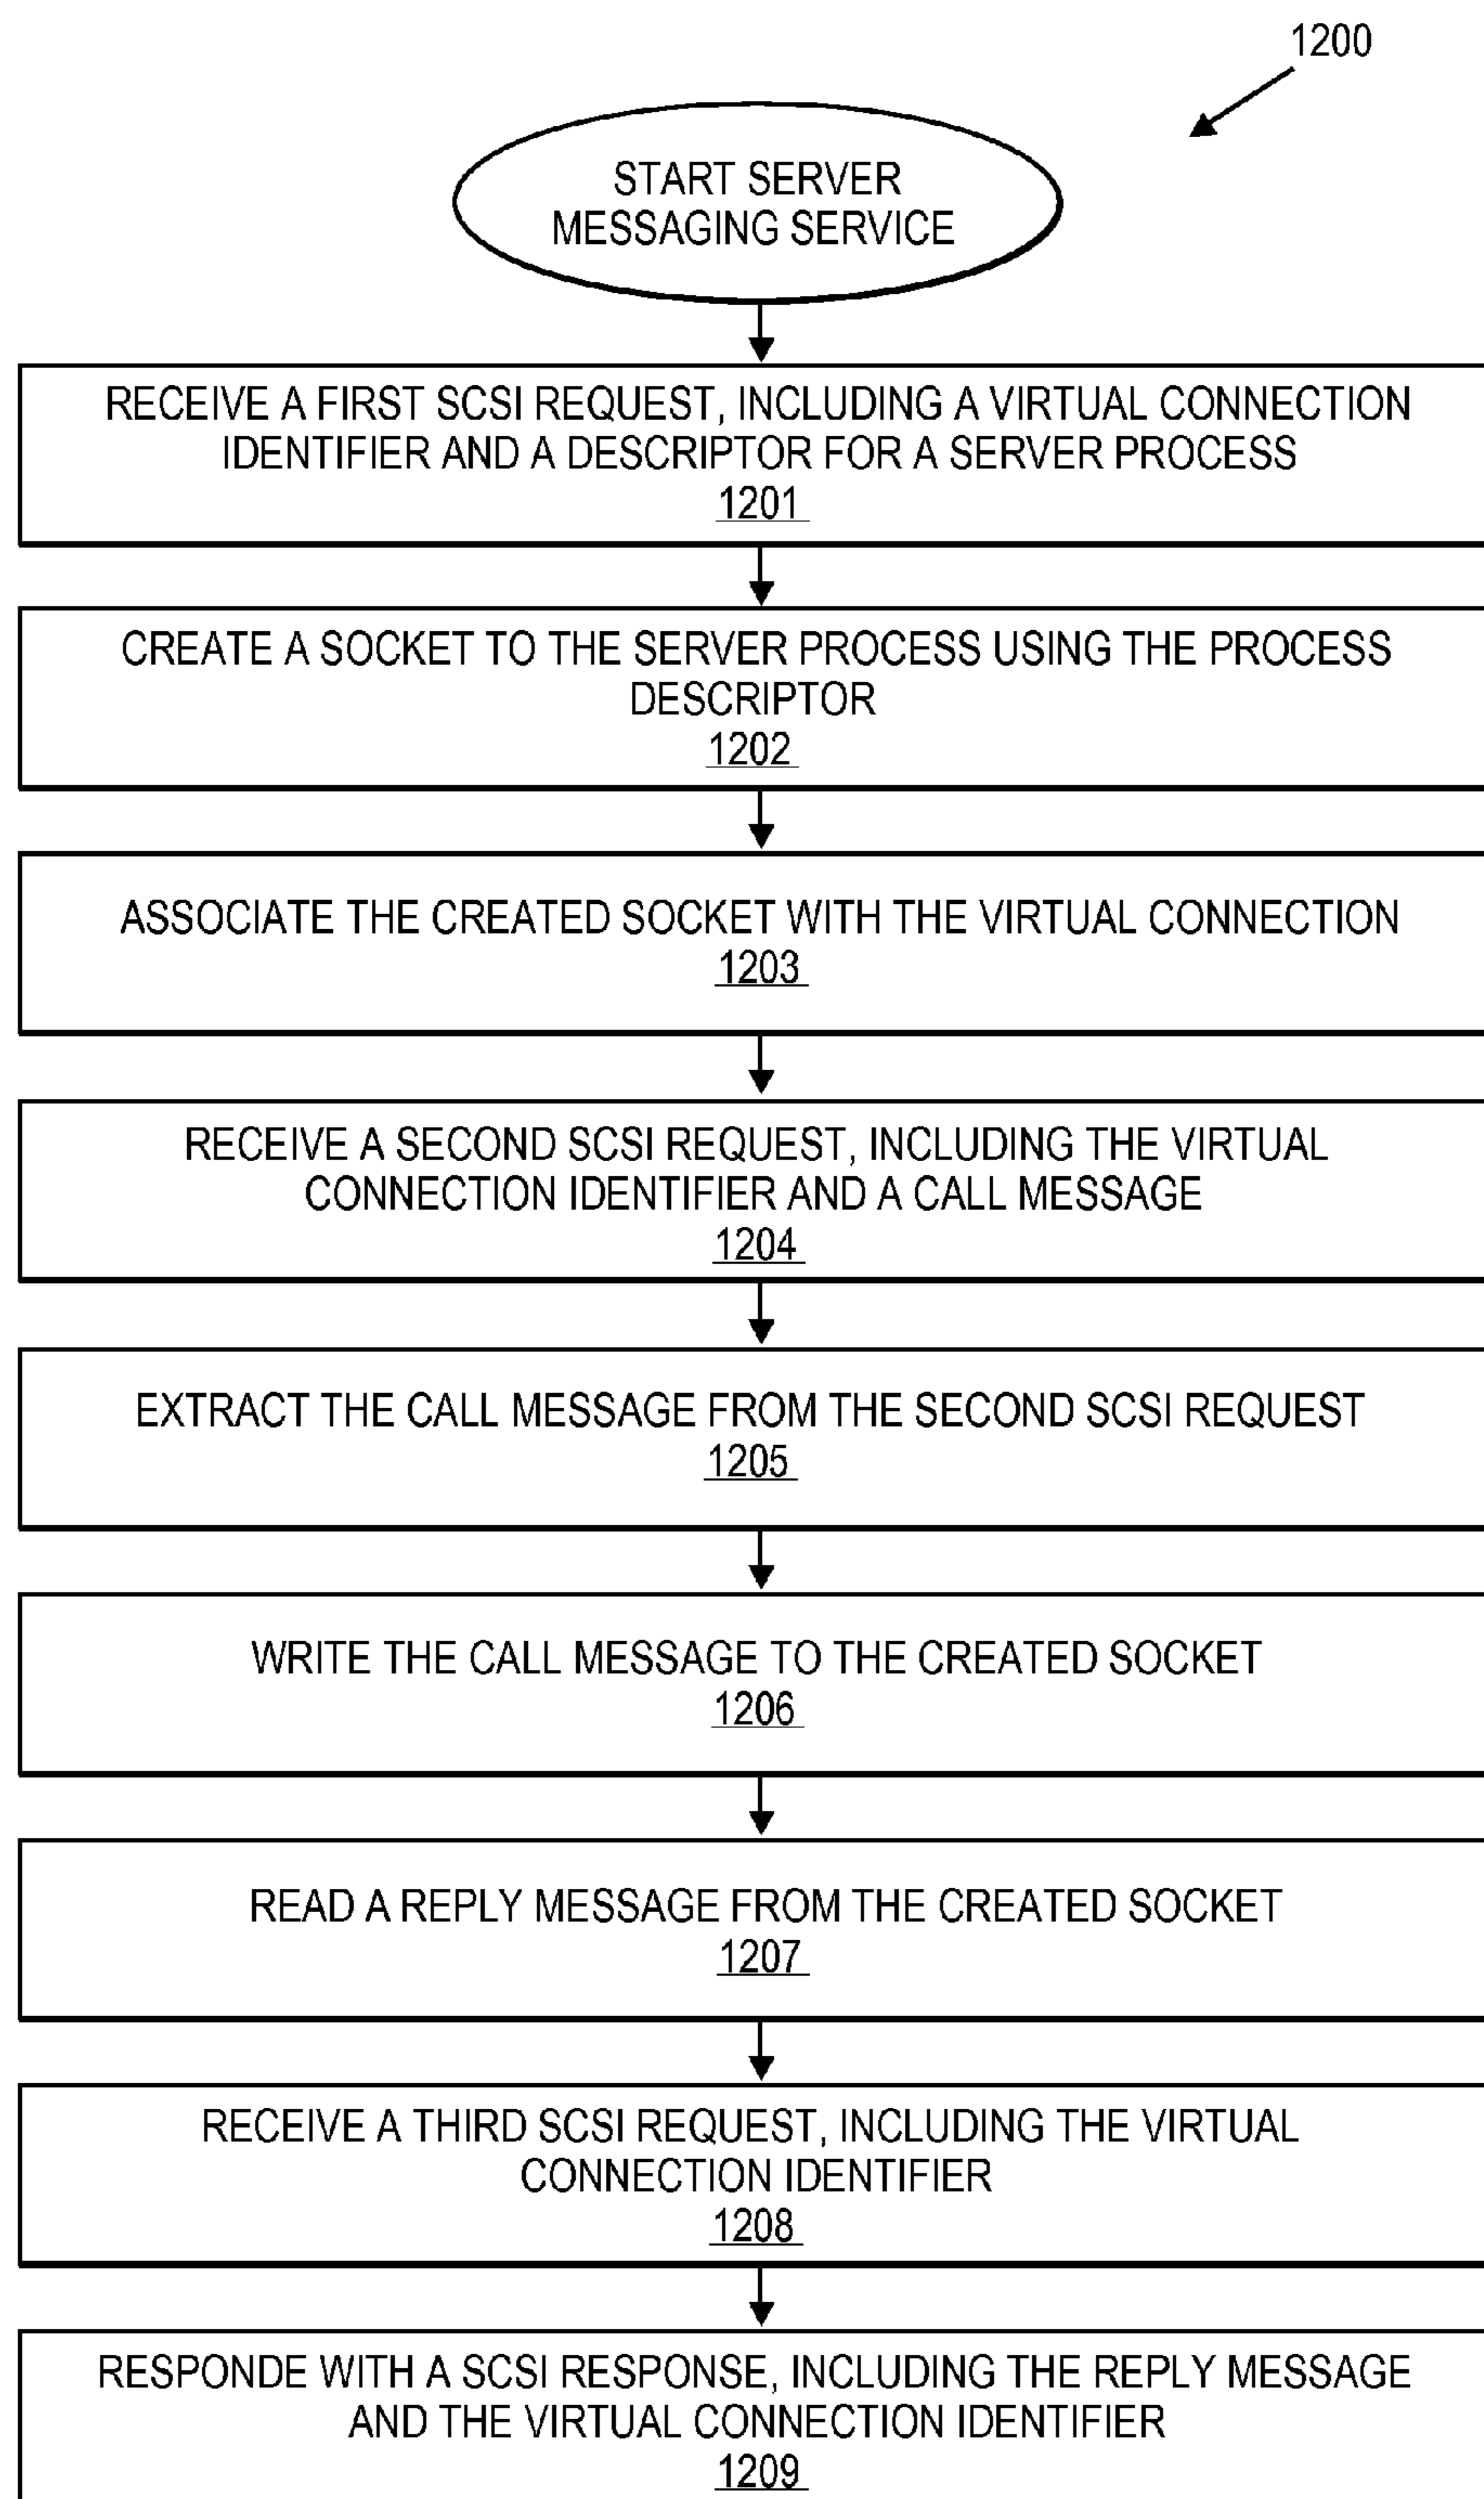 1200
START SERVER
MESSAGING SERVICE
RECEIVE A FIRST SCSI REQUEST, INCLUDING A VIRTUAL CONNECTION
IDENTIFIER AND A DESCRIPTOR FOR A SERVER PROCESS
1201
CREATE A SOCKET TO THE SERVER PROCESS USING THE PROCESS
DESCRIPTOR
1202
ASSOCIATE THE CREATED SOCKET WITH THE VIRTUAL CONNECTION
1203
RECEIVE A SECOND SCSI REQUEST, INCLUDING THE VIRTUAL
CONNECTION IDENTIFIER AND A CALL MESSAGE
1204
EXTRACT THE CALL MESSAGE FROM THE SECOND SCSI REQUEST
1205
WRITE THE CALL MESSAGE TO THE CREATED SOCKET
1206
READ A REPLY MESSAGE FROM THE CREATED SOCKET
1207
RECEIVE A THIRD SCSI REQUEST, INCLUDING THE VIRTUAL
CONNECTION IDENTIFIER
1208
RESPONDE WITH A SCSI RESPONSE, INCLUDING THE REPLY MESSAGE
AND THE VIRTUAL CONNECTION IDENTIFIER
1209